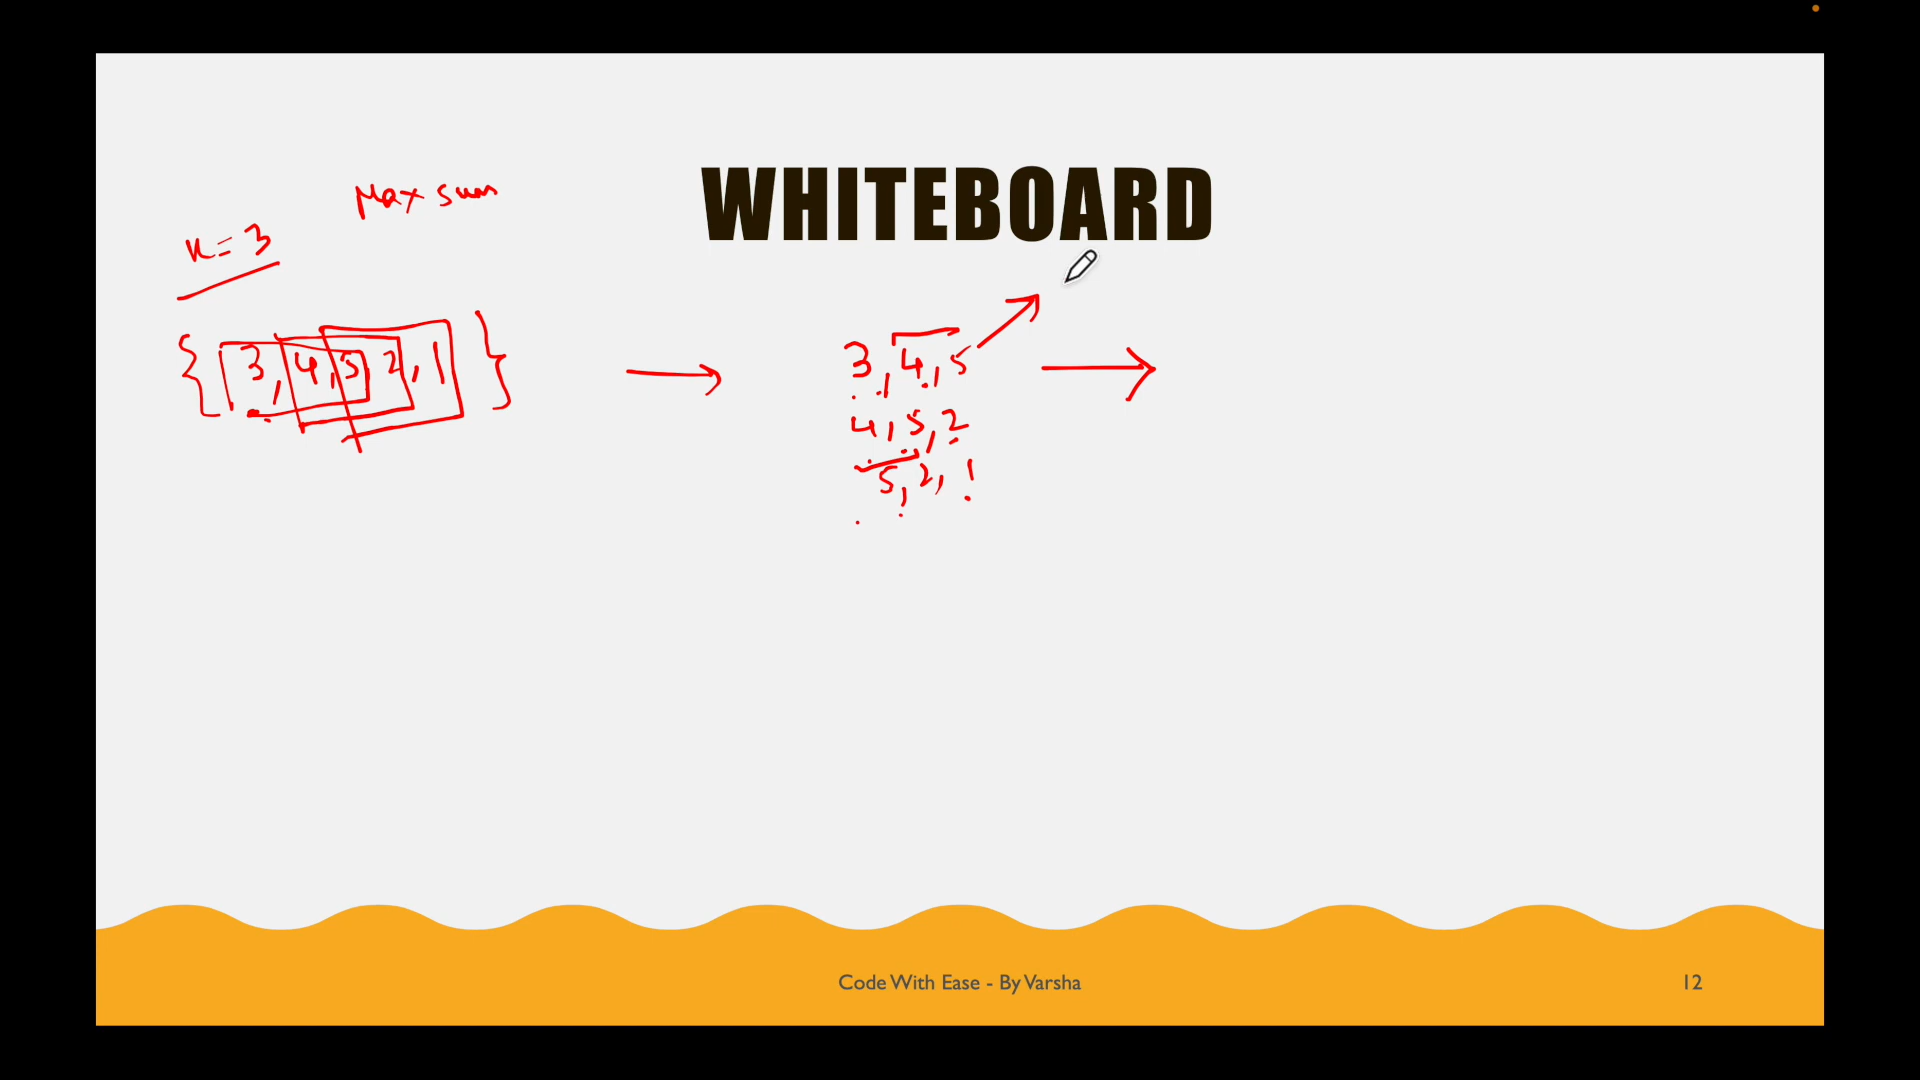 WHITEBOARD
Max sum
K=3
{3,4,5,2,1}
3,4,5
4,5,2
5,2,1
Code With Ease - By Varsha
12